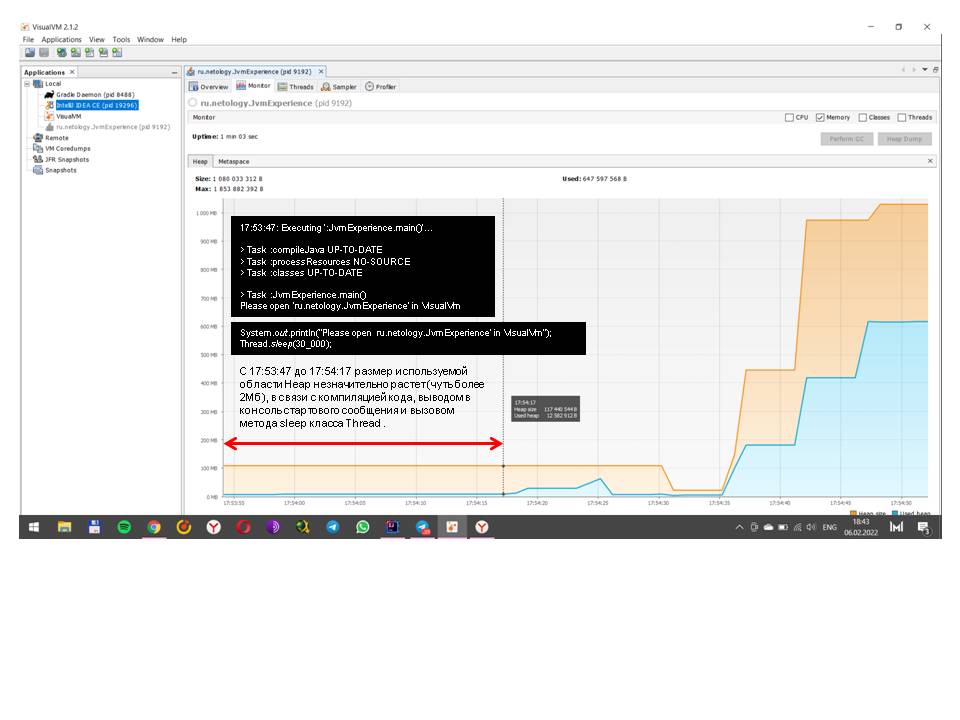 VisualVM 2.1.2
File Applications View Tools Window Help
Applications
Local
Gradle Daemon (pid 8488)
IntelliJ IDEA CE (pid 19296)
VisualVM
ru.netology.JvmExperience (pid 9192)
Remote
VM Coredumps
JFR Snapshots
Snapshots
ru.netology.JvmExperience (pid 9192)
Overview Monitor Threads Sampler Profiler
ru.netology.JvmExperience (pid 9192)
Monitor
CPU Memory Classes Threads
Uptime: 1 min 03 sec
Perform GC Heap Dump
Heap Metaspace
Size: 1 080 033 312 B
Used: 647 597 568 B
Max: 1 853 882 392 B
1 000 MB
900 MB
800 MB
700 MB
600 MB
500 MB
400 MB
300 MB
200 MB
100 MB
0 MB
17:53:47: Executing ':JvmExperience.main()'…
> Task :compileJava UP-TO-DATE
> Task :processResources NO-SOURCE
> Task :classes UP-TO-DATE
> Task :JvmExperience.main()
Please open 'ru.netology.JvmExperience' in VisualVm
System.out.println("Please open ru.netology.JvmExperience' in VisualVm");
Thread.sleep(30_000);
С 17:53:47 до 17:54:17 размер используемой
области Heap незначительно растет (чуть более
2Мб), в связи с компиляцией кода, выводом в
консоль стартового сообщения и вызовом
метода sleep класса Thread .
17:54:17
Heap size 117 440 544 B
Used heap 12 582 912 B
17:53:55 17:54:00 17:54:05 17:54:10 17:54:15 17:54:20 17:54:25 17:54:30 17:54:35 17:54:40 17:54:45 17:54:50
Heap size Used heap
ENG
18:43
06.02.2022
3